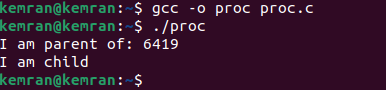 kemran@kemran:~$ gcc -o proc proc.c
kemran@kemran:~$ ./proc
I am parent of: 6419
I am child
kemran@kemran:~$